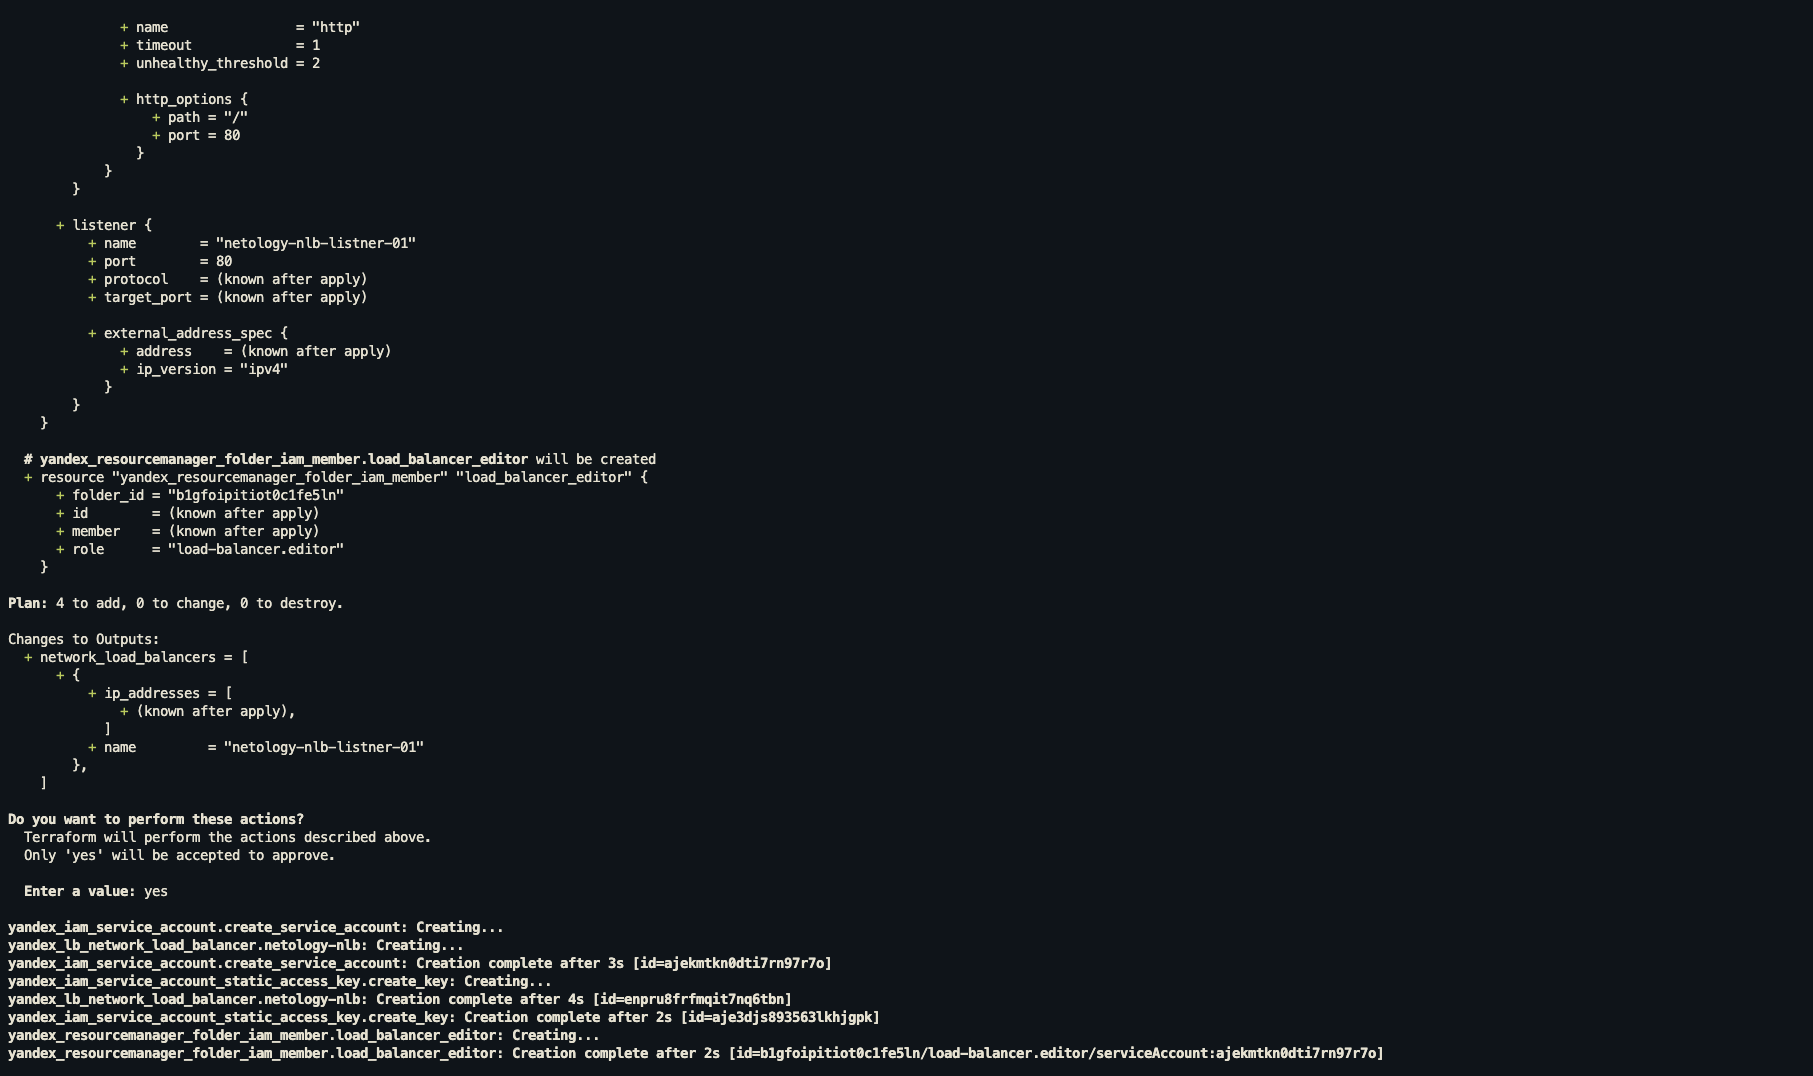 + name                = "http"
+ timeout             = 1
+ unhealthy_threshold = 2
+ http_options {
+ path = "/"
+ port = 80
}
}
}
+ listener {
+ name        = "netology-nlb-listner-01"
+ port        = 80
+ protocol    = (known after apply)
+ target_port = (known after apply)
+ external_address_spec {
+ address    = (known after apply)
+ ip_version = "ipv4"
}
}
}
# yandex_resourcemanager_folder_iam_member.load_balancer_editor will be created
+ resource "yandex_resourcemanager_folder_iam_member" "load_balancer_editor" {
+ folder_id = "b1gfoipitiot0c1fe5ln"
+ id        = (known after apply)
+ member    = (known after apply)
+ role      = "load-balancer.editor"
}
Plan: 4 to add, 0 to change, 0 to destroy.
Changes to Outputs:
+ network_load_balancers = [
+ {
+ ip_addresses = [
+ (known after apply),
]
+ name         = "netology-nlb-listner-01"
},
]
Do you want to perform these actions?
Terraform will perform the actions described above.
Only 'yes' will be accepted to approve.
Enter a value: yes
yandex_iam_service_account.create_service_account: Creating...
yandex_lb_network_load_balancer.netology-nlb: Creating...
yandex_iam_service_account.create_service_account: Creation complete after 3s [id=ajekmtkn0dti7rn97r7o]
yandex_iam_service_account_static_access_key.create_key: Creating...
yandex_lb_network_load_balancer.netology-nlb: Creation complete after 4s [id=enpru8frfmqit7nq6tbn]
yandex_iam_service_account_static_access_key.create_key: Creation complete after 2s [id=aje3djs893563lkhjgpk]
yandex_resourcemanager_folder_iam_member.load_balancer_editor: Creating...
yandex_resourcemanager_folder_iam_member.load_balancer_editor: Creation complete after 2s [id=b1gfoipitiot0c1fe5ln/load-balancer.editor/serviceAccount:ajekmtkn0dti7rn97r7o]